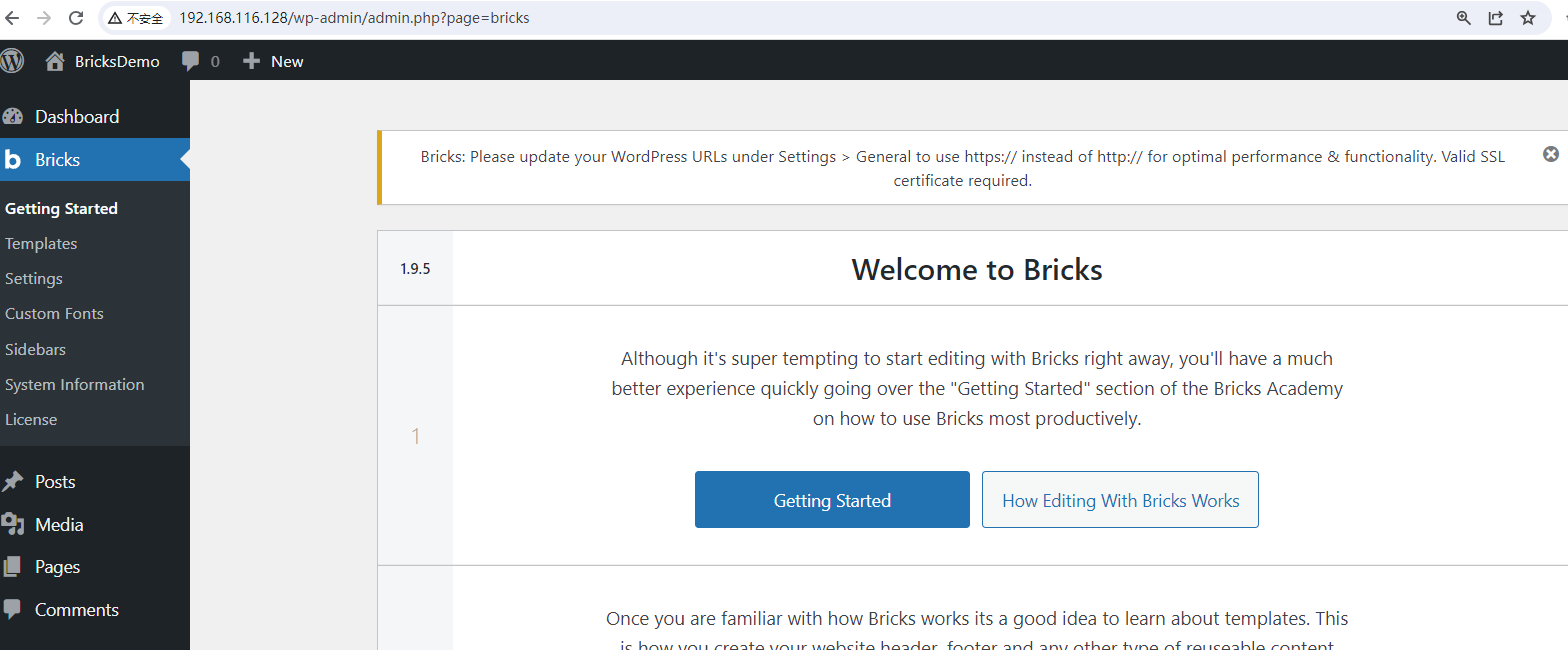 不安全 192.168.116.128/wp-admin/admin.php?page=bricks
BricksDemo 0 New
Dashboard
Bricks
Getting Started
Templates
Settings
Custom Fonts
Sidebars
System Information
License
Posts
Media
Pages
Comments
Bricks: Please update your WordPress URLs under Settings > General to use https:// instead of http:// for optimal performance & functionality. Valid SSL
certificate required.
1.9.5 Welcome to Bricks
Although it's super tempting to start editing with Bricks right away, you'll have a much
better experience quickly going over the "Getting Started" section of the Bricks Academy
on how to use Bricks most productively.
1
Getting Started How Editing With Bricks Works
Once you are familiar with how Bricks works its a good idea to learn about templates. This
is how you create your website header, footer and any other type of reuseable content